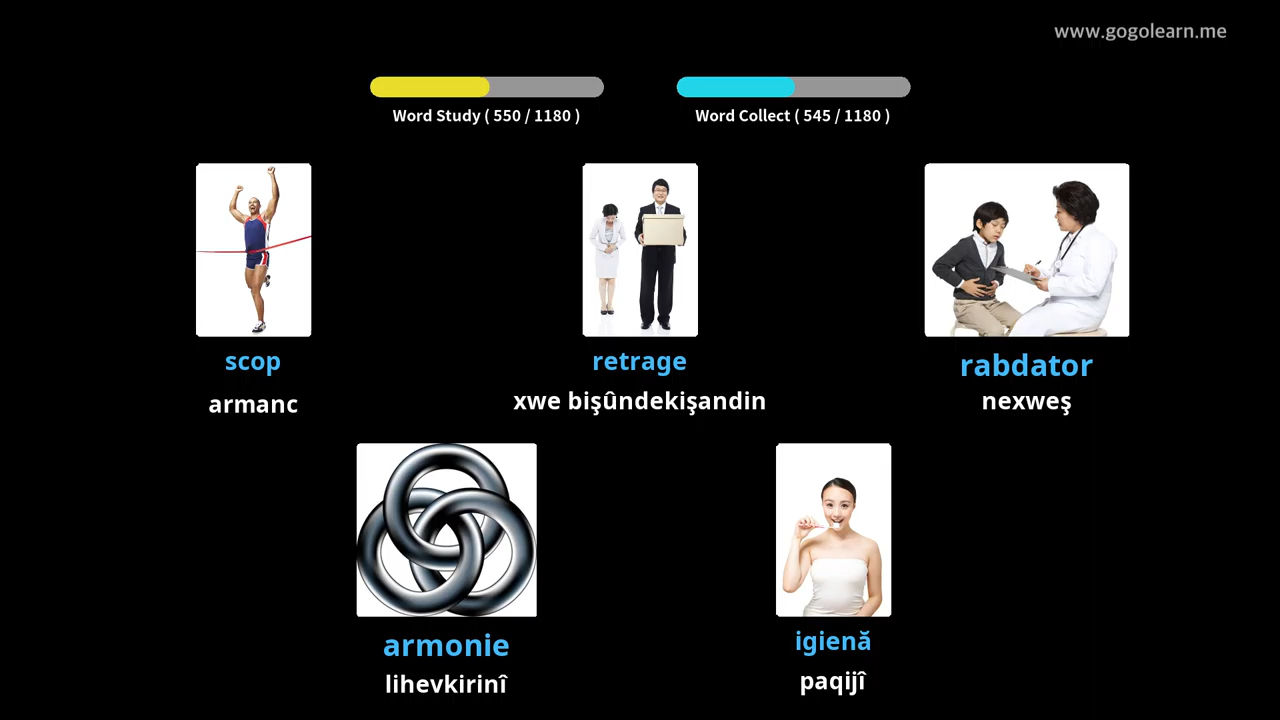 www.gogolearn.me
Word Study ( 550 / 1180 )
Word Collect ( 545 / 1180 )
scop
armanc
retrage
xwe bişûndekişandin
rabdator
nexweş
armonie
lihevkirinî
igienă
paqijî